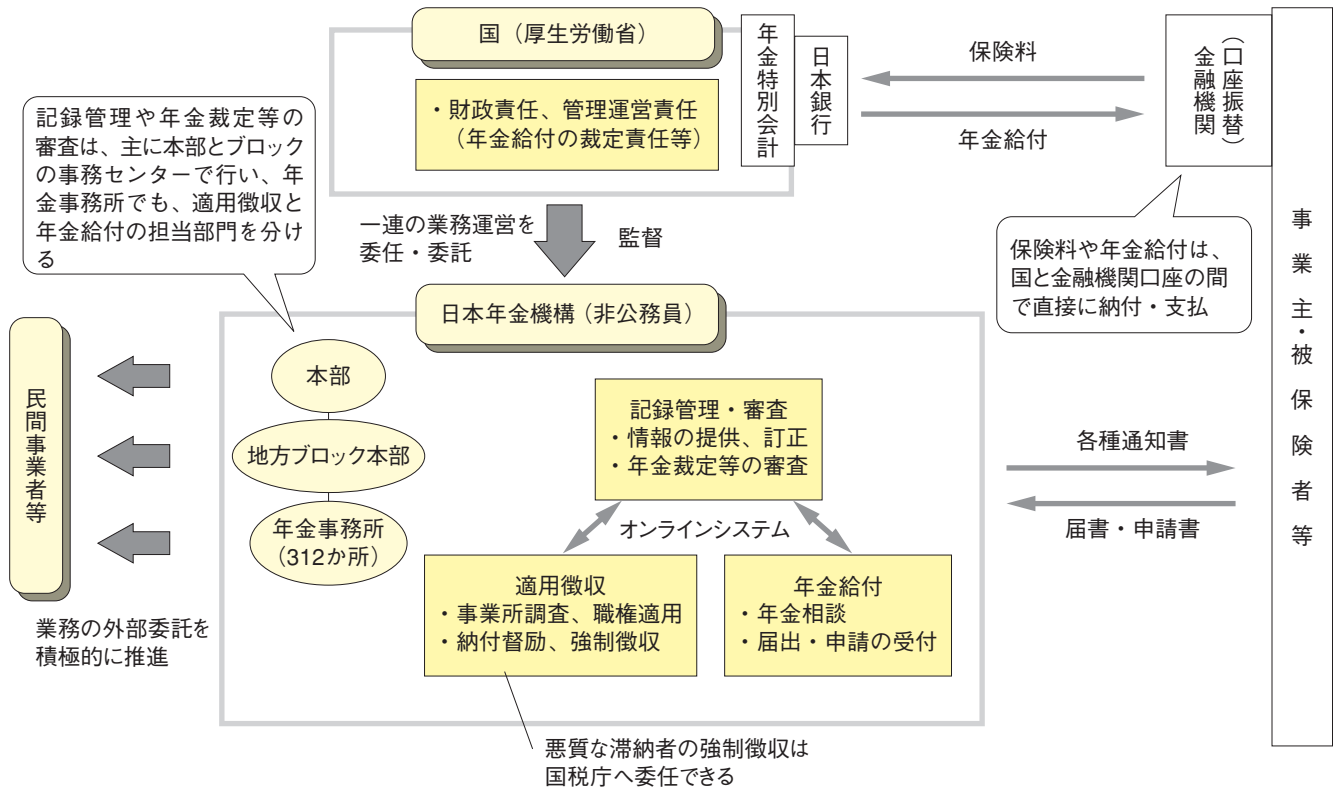 国（厚生労働省）
・財政責任、管理運営責任
（年金給付の裁定責任等）
年金特別会計
日本銀行
保険料
年金給付
（口座振替）
金融機関
事業主・被保険者等
記録管理や年金裁定等の
審査は、主に本部とブロック
の事務センターで行い、年
金事務所でも、適用徴収と
年金給付の担当部門を分け
る
一連の業務運営を
委任・委託
監督
保険料や年金給付は、
国と金融機関口座の間
で直接に納付・支払
日本年金機構（非公務員）
本部
地方ブロック本部
年金事務所
（312か所）
民間事業者等
業務の外部委託を
積極的に推進
記録管理・審査
・情報の提供、訂正
・年金裁定等の審査
オンラインシステム
適用徴収
・事業所調査、職権適用
・納付督励、強制徴収
年金給付
・年金相談
・届出・申請の受付
各種通知書
届書・申請書
悪質な滞納者の強制徴収は
国税庁へ委任できる